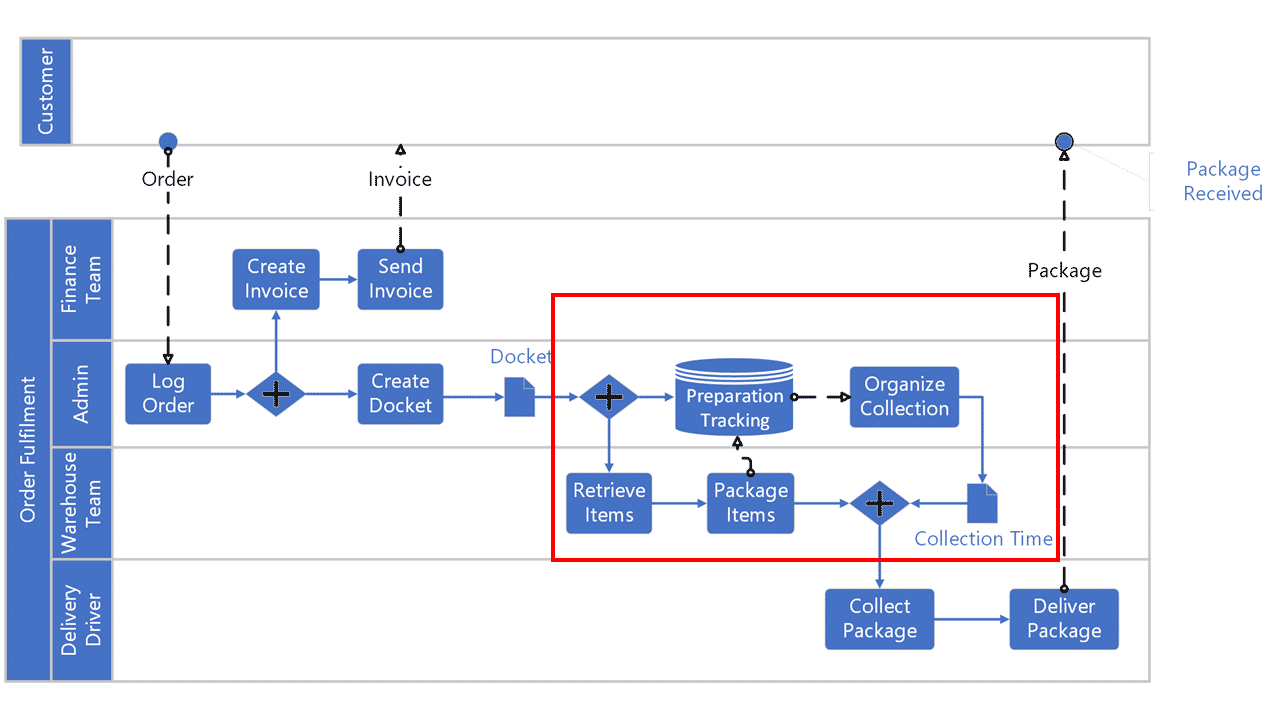 Customer
Order
Invoice
Package
Received
Order Fulfilment
Finance
Team
Create
Invoice
Send
Invoice
Package
Admin
Log
Order
Create
Docket
Docket
Preparation
Tracking
Organize
Collection
Warehouse
Team
Retrieve
Items
Package
Items
Collection Time
Delivery
Driver
Collect
Package
Deliver
Package